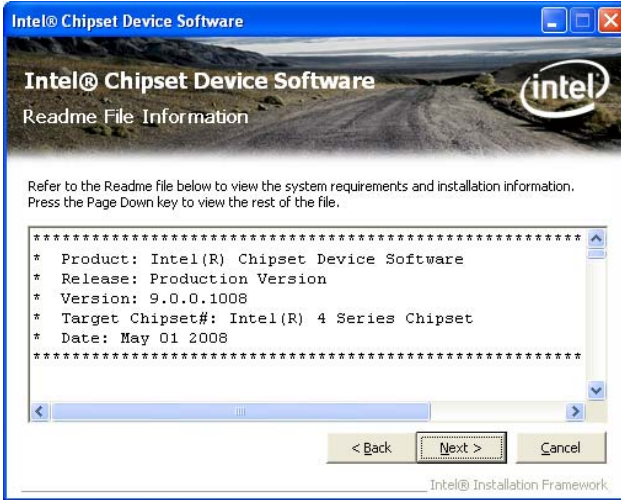 Intel® Chipset Device Software
Intel® Chipset Device Software
intel
Readme File Information
Refer to the Readme file below to view the system requirements and installation information.
Press the Page Down key to view the rest of the file.
********************************************************
* Product: Intel(R) Chipset Device Software
* Release: Production Version
* Version: 9.0.0.1008
* Target Chipset#: Intel(R) 4 Series Chipset
* Date: May 01 2008
********************************************************
< Back Next > Cancel
Intel® Installation Framework